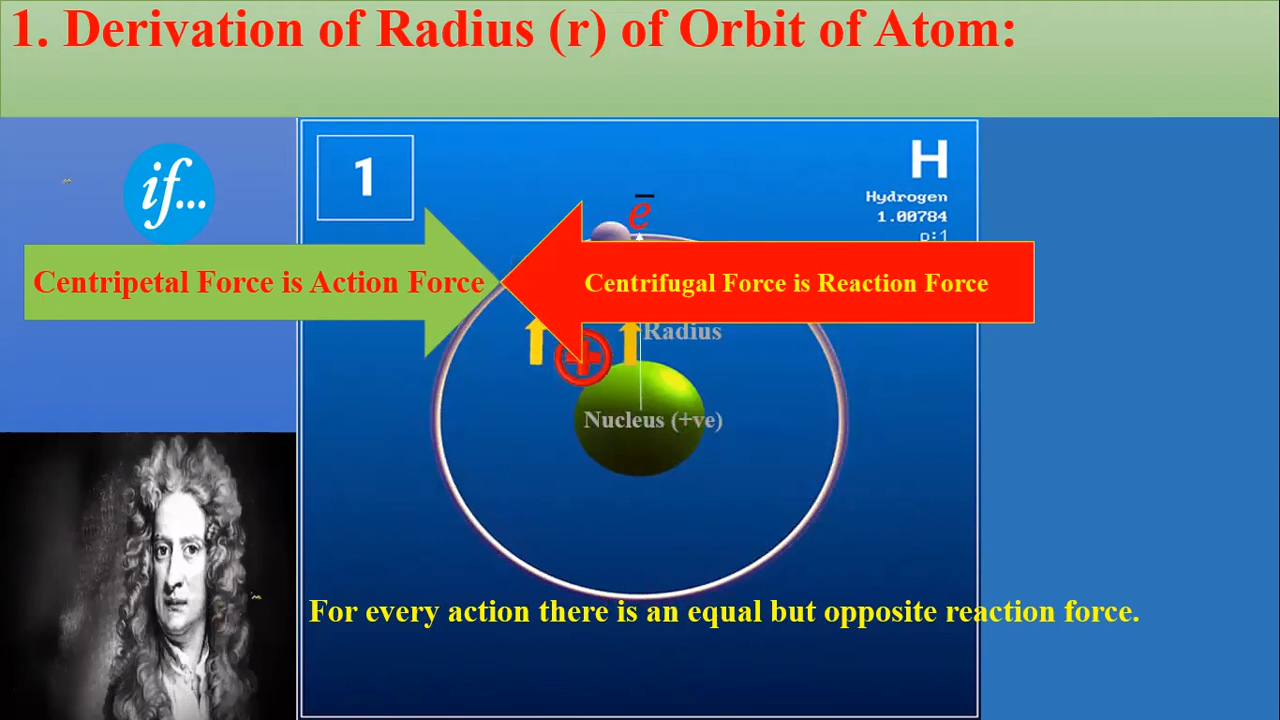 1. Derivation of Radius (r) of Orbit of Atom:
if...
1
H
Hydrogen
1.00784
p:1
e
Centripetal Force is Action Force
Centrifugal Force is Reaction Force
Radius
Nucleus (+ve)
For every action there is an equal but opposite reaction force.